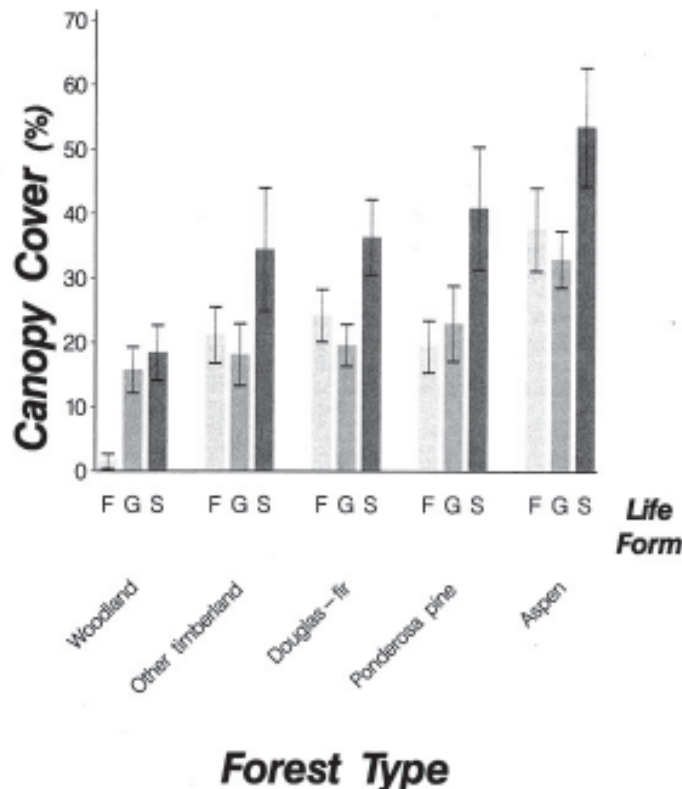 70
60
50
40
30
20
10
0
Canopy Cover (%)
F G S F G S F G S F G S F G S
Life
Form
Woodland
Other timberland
Douglas-fir
Ponderosa pine
Aspen
Forest Type